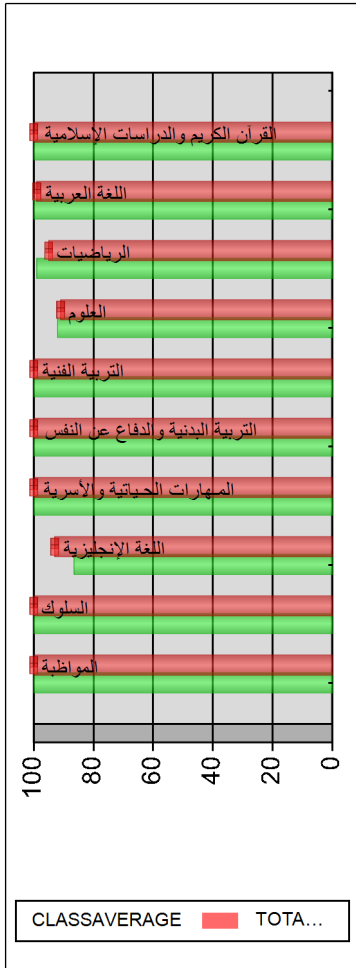 القرآن الكريم والدراسات الإسلامية
اللغة العربية
الرياضيات
العلوم
التربية الفنية
التربية البدنية والدفاع عن النفس
المهارات الحياتية والأسرية
اللغة الإنجليزية
السلوك
المواظبة
100 80 60 40 20 0
CLASSAVERAGE TOTA...